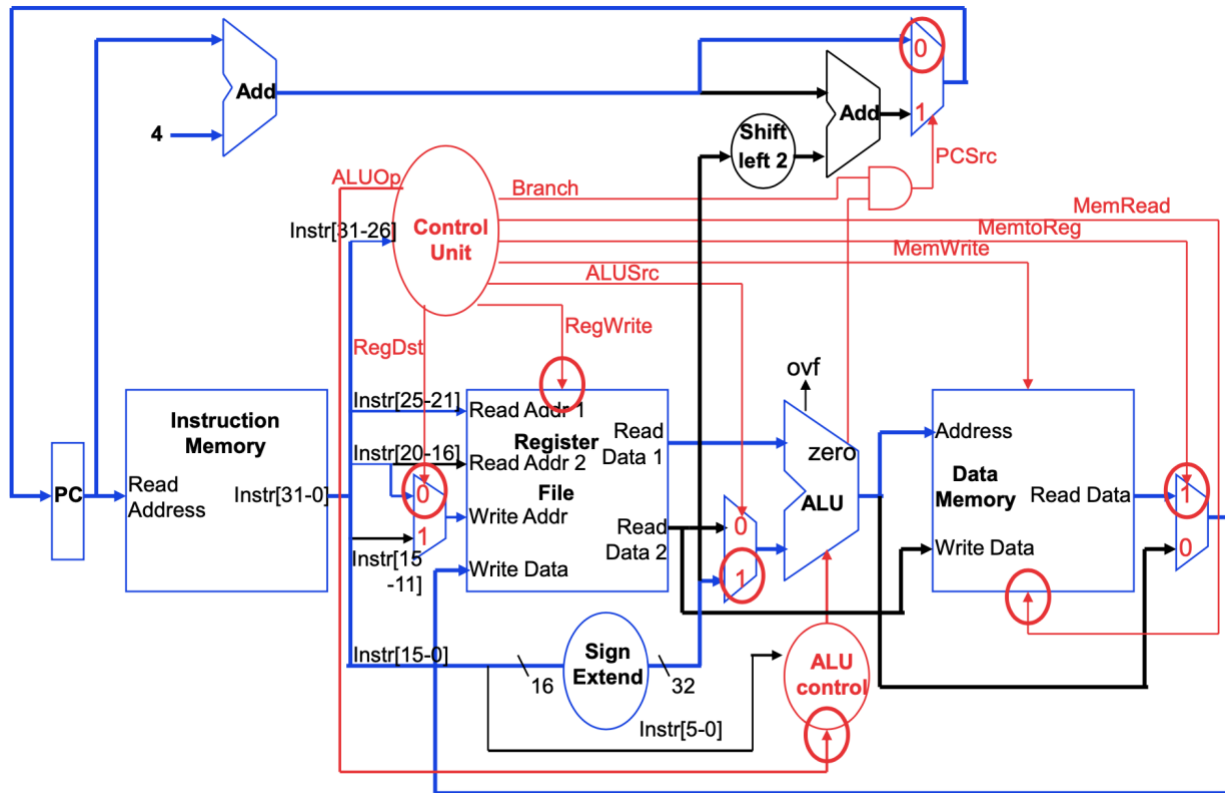 0
Add
4
Add
1
Shift
left 2
PCSrc
ALUOp
Branch
MemRead
Instr[31-26]
Control
Unit
MemtoReg
MemWrite
ALUSrc
RegWrite
RegDst
ovf
Instruction
Memory
Instr[25-21]
Read Addr 1
Register
Read
Data 1
Address
zero
Instr[20-16]
Read Addr 2
Data
Memory
PC
Read
Address
Instr[31-0]
0
File
ALU
Read Data
1
Write Addr
1
Read
Data 2
0
Write Data
0
Instr[15
-11]
Write Data
1
Instr[15-0]
Sign
Extend
16
32
ALU
control
Instr[5-0]